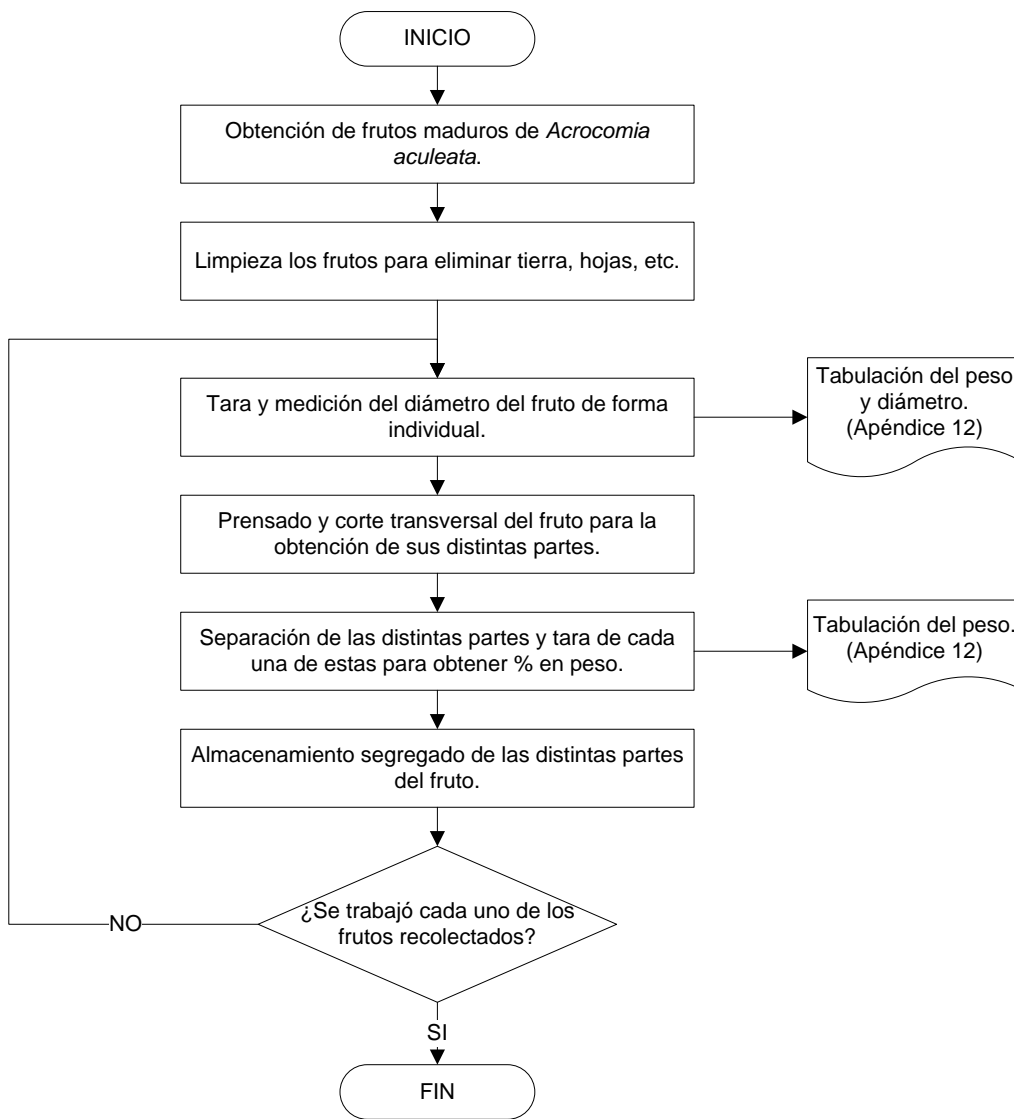 INICIO
Obtención de frutos maduros de Acrocomia
aculeata.
Limpieza los frutos para eliminar tierra, hojas, etc.
Tara y medición del diámetro del fruto de forma
individual.
Tabulación del peso
y diámetro.
(Apéndice 12)
Prensado y corte transversal del fruto para la
obtención de sus distintas partes.
Separación de las distintas partes y tara de cada
una de estas para obtener % en peso.
Tabulación del peso.
(Apéndice 12)
Almacenamiento segregado de las distintas partes
del fruto.
¿Se trabajó cada uno de los
frutos recolectados?
NO
SI
FIN